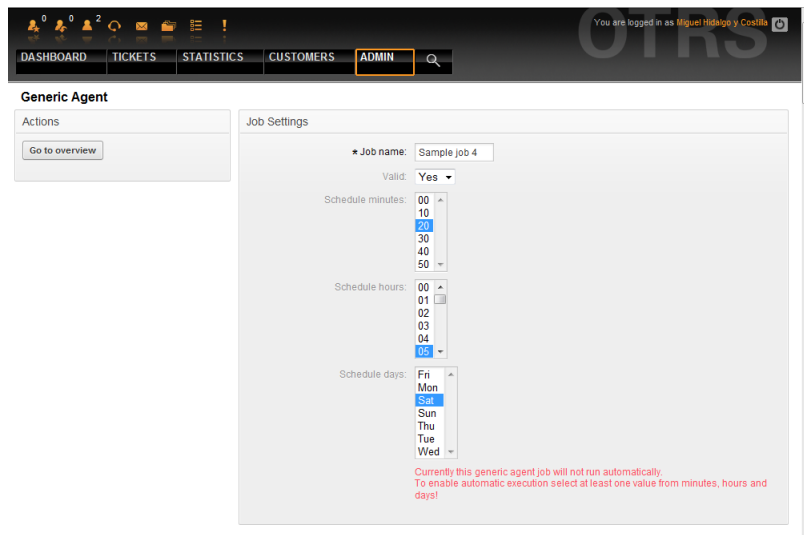 0 0 2
You are logged in as Miguel Hidalgo y Costilla
OTRS
DASHBOARD TICKETS STATISTICS CUSTOMERS ADMIN
Generic Agent
Actions
Go to overview
Job Settings
★ Job name: Sample job 4
Valid: Yes
Schedule minutes: 00
10
20
30
40
50
Schedule hours: 00
01
02
03
04
05
Schedule days: Fri
Mon
Sat
Sun
Thu
Tue
Wed
Currently this generic agent job will not run automatically.
To enable automatic execution select at least one value from minutes, hours and
days!